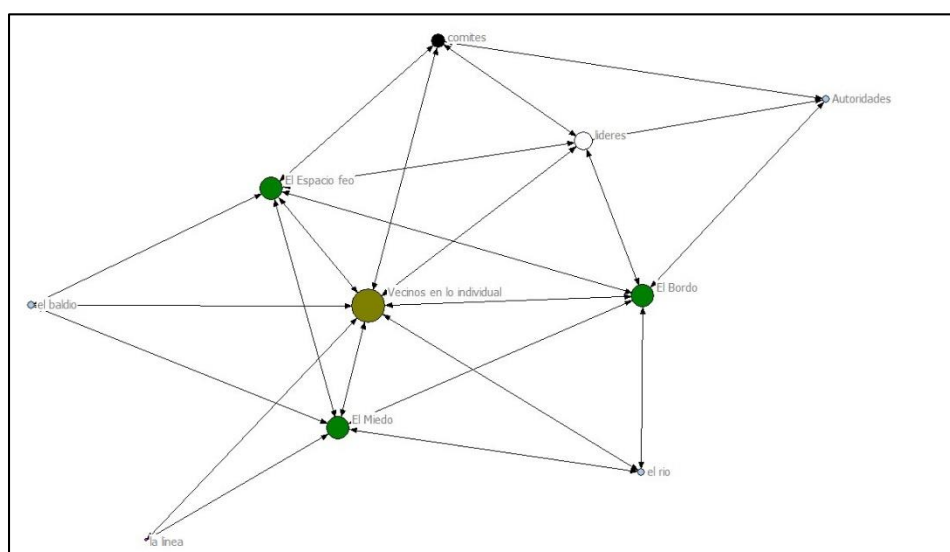 comites
Autoridades
lideres
El Espacio feo
Vecinos en lo individual
El Bordo
el baldio
El Miedo
el rio
la linea